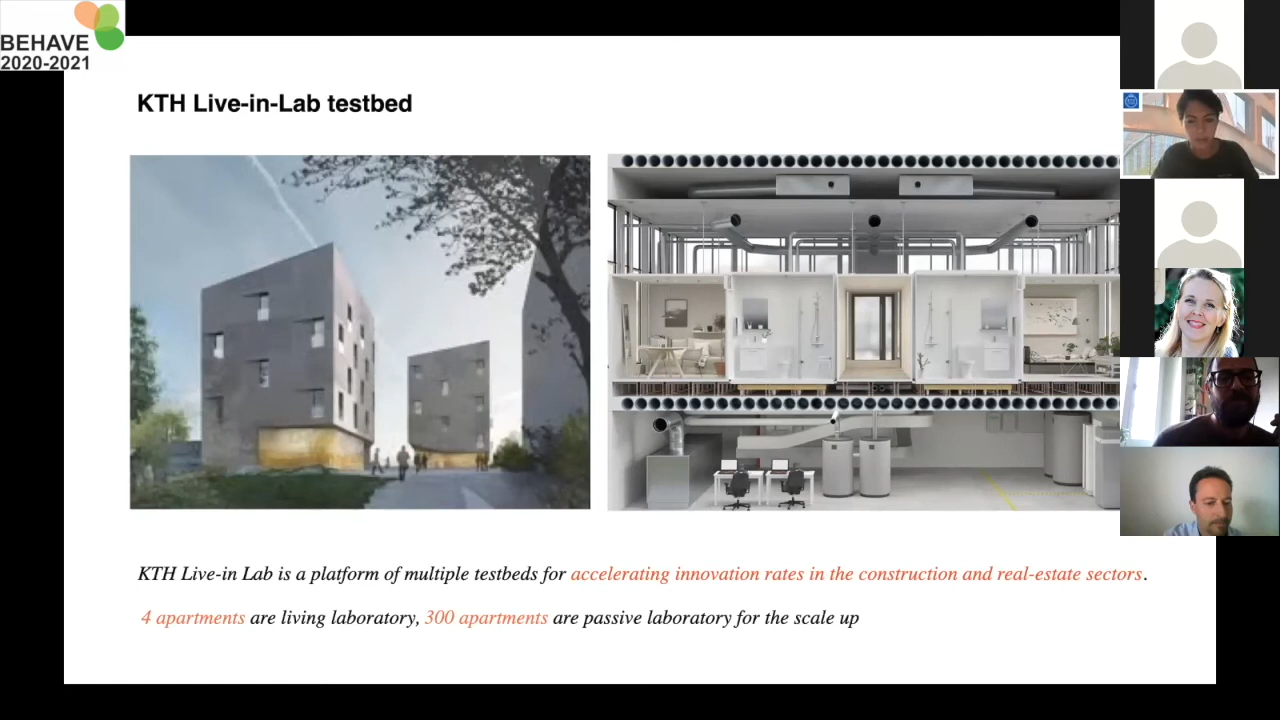 BEHAVE
2020-2021
KTH Live-in-Lab testbed
KTH Live-in Lab is a platform of multiple testbeds for accelerating innovation rates in the construction and real-estate sectors.
4 apartments are living laboratory, 300 apartments are passive laboratory for the scale up